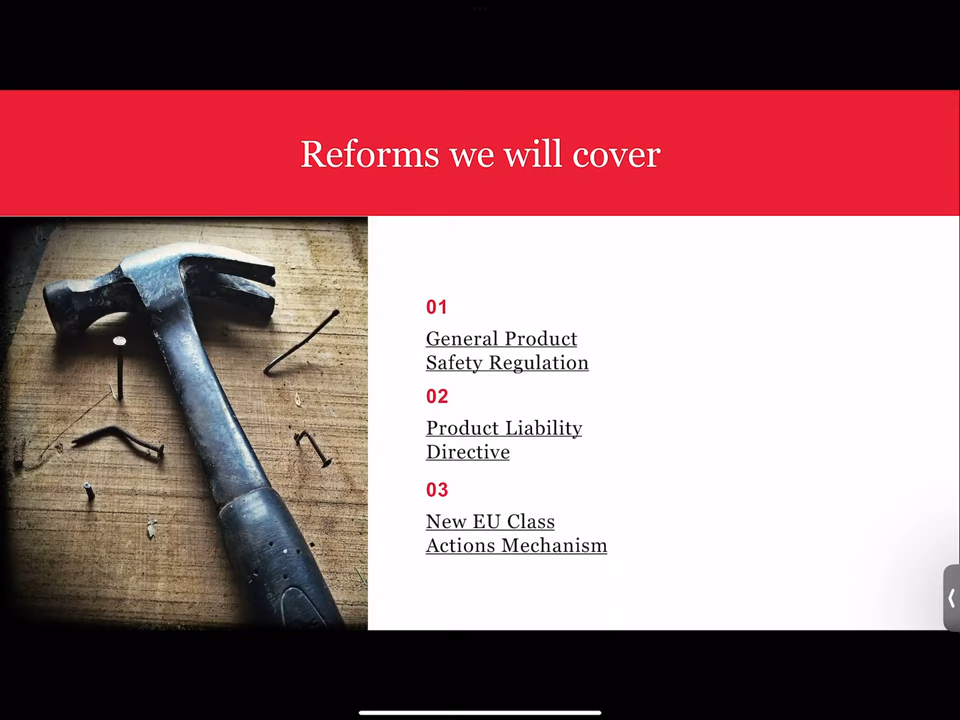 Reforms we will cover
01
General Product
Safety Regulation
02
Product Liability
Directive
03
New EU Class
Actions Mechanism